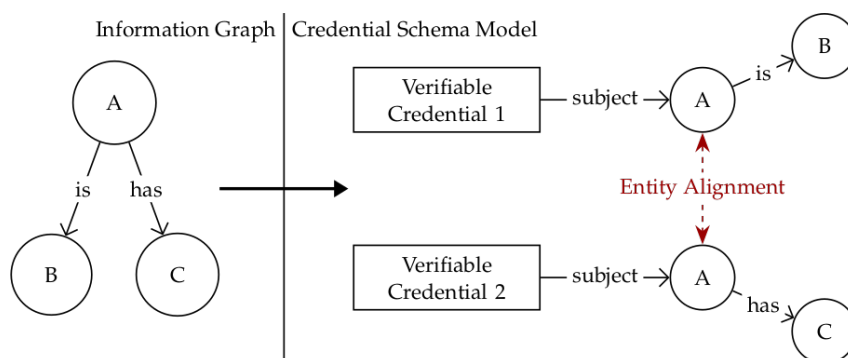 Information Graph
Credential Schema Model
A
is
has
B
C
Verifiable
Credential 1
subject
A
is
B
Entity Alignment
Verifiable
Credential 2
subject
A
has
C